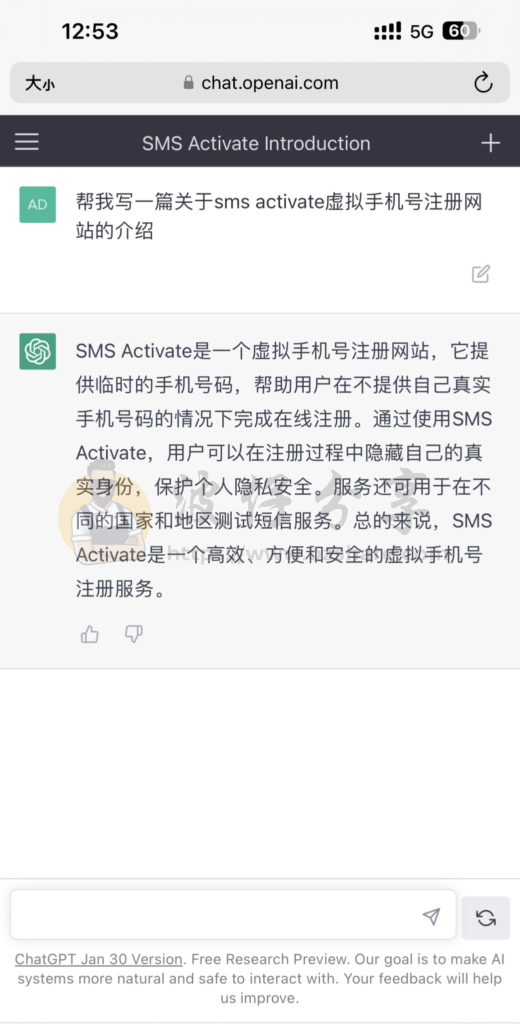 12:53
5G
60
大小
chat.openai.com
SMS Activate Introduction
AD
帮我写一篇关于sms activate虚拟手机号注册网
站的介绍
SMS Activate是一个虚拟手机号注册网站，它提
供临时的手机号码，帮助用户在不提供自己真实
手机号码的情况下完成在线注册。通过使用SMS
Activate，用户可以在注册过程中隐藏自己的真
实身份，保护个人隐私安全。服务还可用于在不
同的国家和地区测试短信服务。总的来说，SMS
Activate是一个高效、方便和安全的虚拟手机号
注册服务。
ChatGPT Jan 30 Version. Free Research Preview. Our goal is to make AI
systems more natural and safe to interact with. Your feedback will help
us improve.